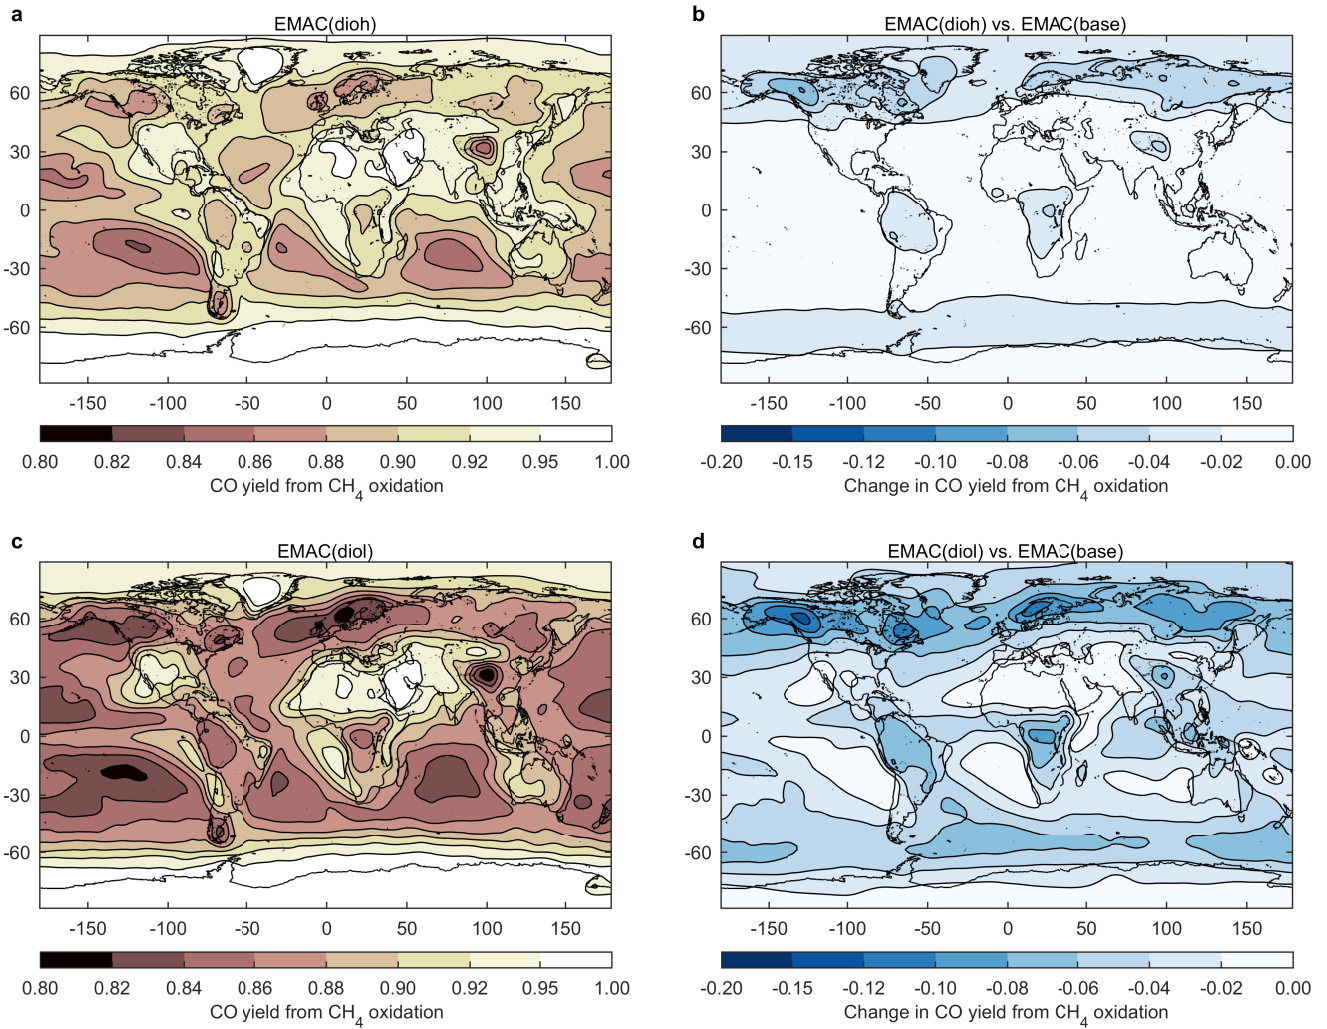 a
EMAC(dioh)
60
30
0
-30
-60
-150 -100 -50 0 50 100 150
0.80 0.82 0.84 0.86 0.88 0.90 0.92 0.95 1.00
CO yield from CH4 oxidation
b
EMAC(dioh) vs. EMAC(base)
60
30
0
-30
-60
-150 -100 -50 0 50 100 150
-0.20 -0.15 -0.12 -0.10 -0.08 -0.06 -0.04 -0.02 0.00
Change in CO yield from CH4 oxidation
c
EMAC(diol)
60
30
0
-30
-60
-150 -100 -50 0 50 100 150
0.80 0.82 0.84 0.86 0.88 0.90 0.92 0.95 1.00
CO yield from CH4 oxidation
d
EMAC(diol) vs. EMAC(base)
60
30
0
-30
-60
-150 -100 -50 0 50 100 150
-0.20 -0.15 -0.12 -0.10 -0.08 -0.06 -0.04 -0.02 0.00
Change in CO yield from CH4 oxidation